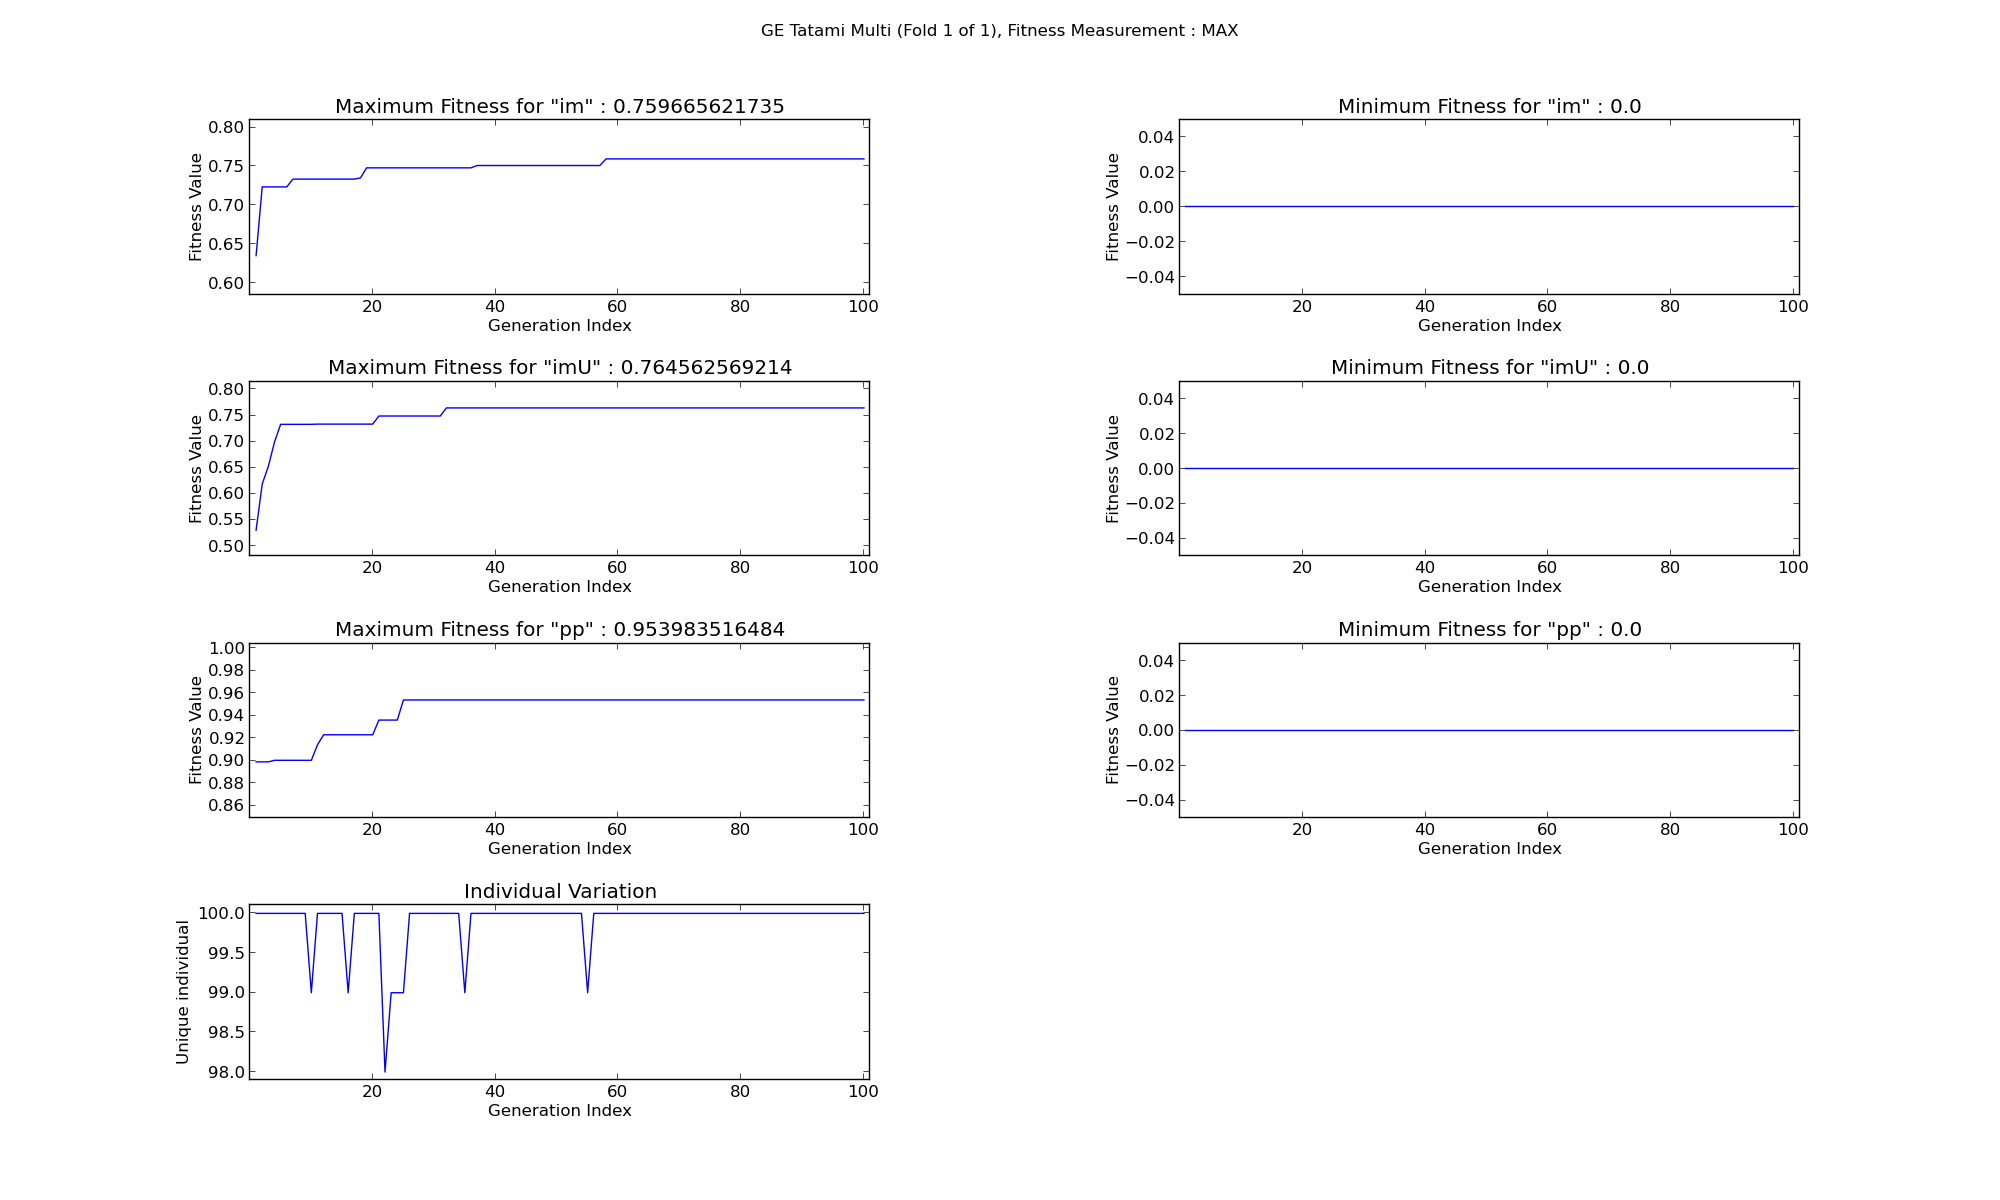 GE Tatami Multi (Fold 1 of 1), Fitness Measurement : MAX
Maximum Fitness for "im" : 0.759665621735
0.80
0.75
0.70
0.65
0.60
Fitness Value
20 40 60 80 100
Generation Index
Minimum Fitness for "im" : 0.0
0.04
0.02
0.00
−0.02
−0.04
Fitness Value
20 40 60 80 100
Generation Index
Maximum Fitness for "imU" : 0.764562569214
0.80
0.75
0.70
0.65
0.60
0.55
0.50
Fitness Value
20 40 60 80 100
Generation Index
Minimum Fitness for "imU" : 0.0
0.04
0.02
0.00
−0.02
−0.04
Fitness Value
20 40 60 80 100
Generation Index
Maximum Fitness for "pp" : 0.953983516484
1.00
0.98
0.96
0.94
0.92
0.90
0.88
0.86
Fitness Value
20 40 60 80 100
Generation Index
Minimum Fitness for "pp" : 0.0
0.04
0.02
0.00
−0.02
−0.04
Fitness Value
20 40 60 80 100
Generation Index
Individual Variation
100.0
99.5
99.0
98.5
98.0
Unique individual
20 40 60 80 100
Generation Index